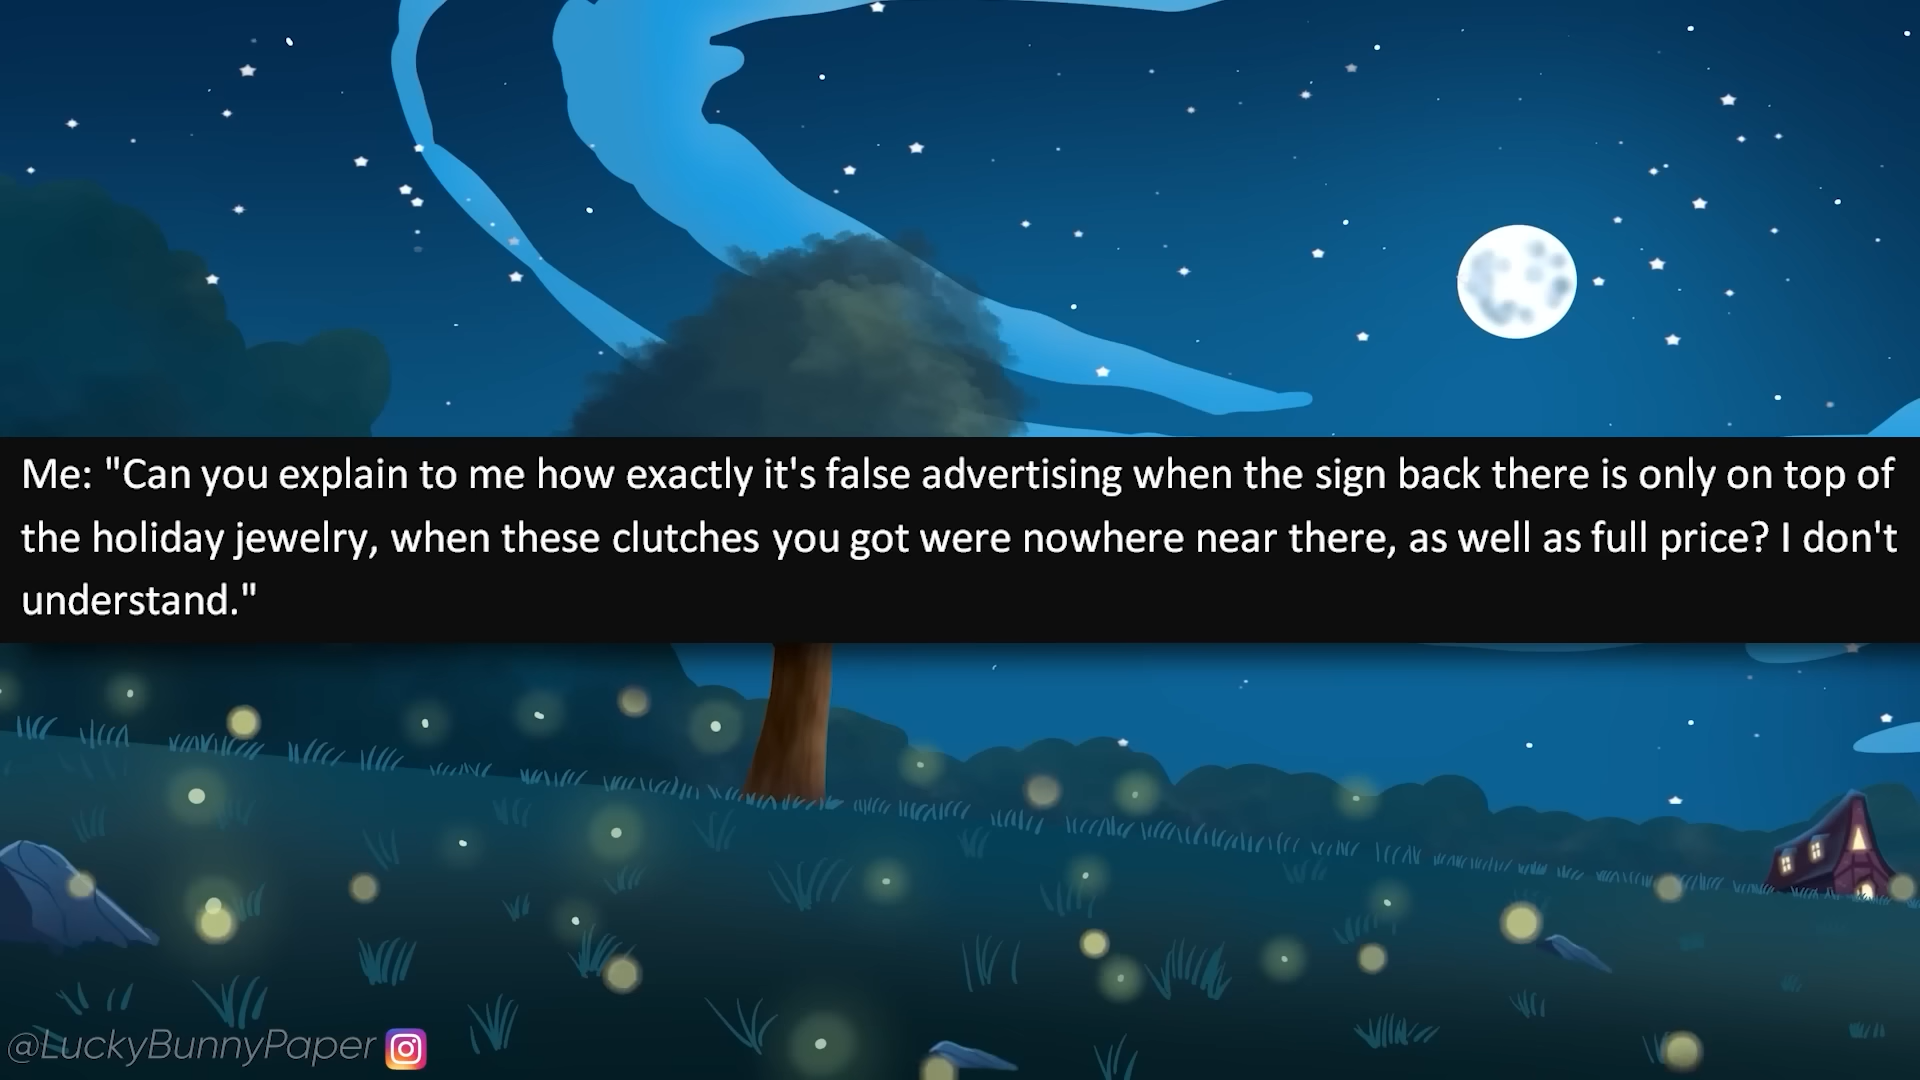 Me: "Can you explain to me how exactly it's false advertising when the sign back there is only on top of
the holiday jewelry, when these clutches you got were nowhere near there, as well as full price? I don't
understand."
@LuckyBunnyPaper